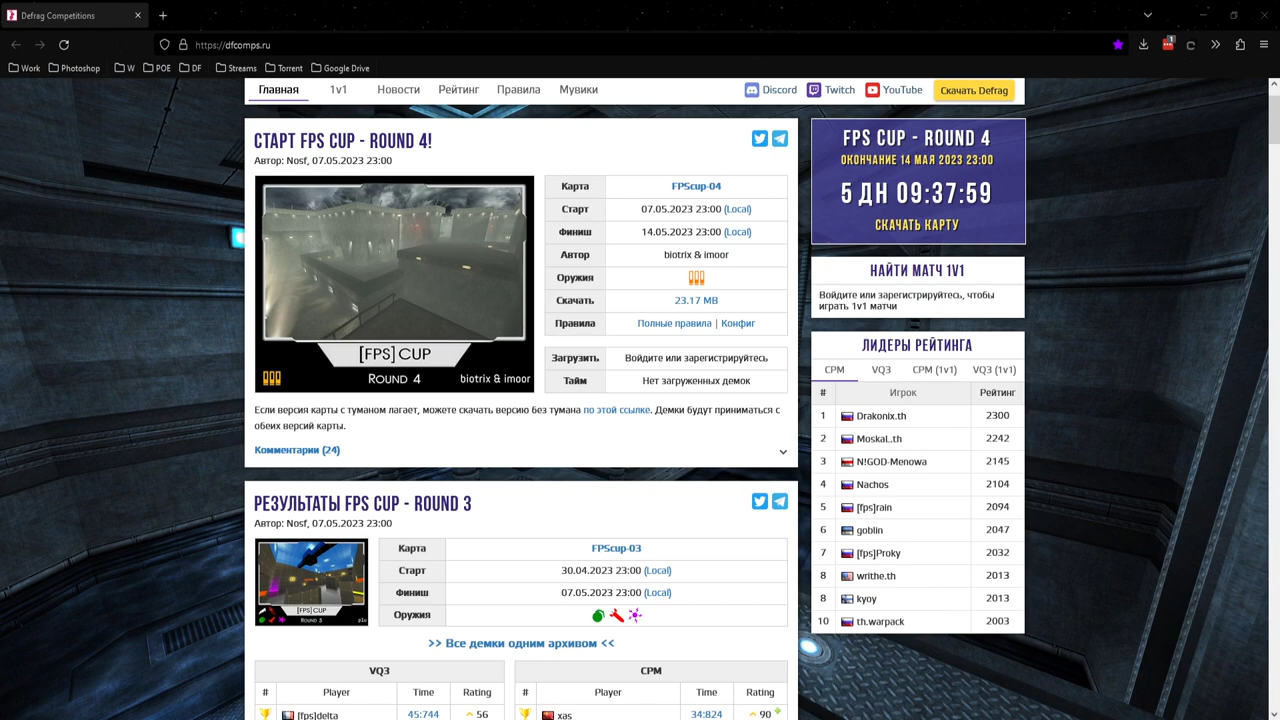 Defrag Competitions
https://dfcomps.ru
1
Work Photoshop W POE DF Streams Torrent Google Drive
Главная 1v1 Новости Рейтинг Правила Мувики Discord Twitch YouTube Скачать Defrag
СТАРТ FPS CUP - ROUND 4!
Автор: Nosf, 07.05.2023 23:00
[FPS] CUP
ROUND 4
biotrix & imoor
Карта FPScup-04
Старт 07.05.2023 23:00 (Local)
Финиш 14.05.2023 23:00 (Local)
Автор biotrix & imoor
Оружия
Скачать 23.17 MB
Правила Полные правила | Конфиг
Загрузить Войдите или зарегистрируйтесь
Тайм Нет загруженных демок
Если версия карты с туманом лагает, можете скачать версию без тумана по этой ссылке. Демки будут приниматься с
обеих версий карты.
Комментарии (24)
РЕЗУЛЬТАТЫ FPS CUP - ROUND 3
Автор: Nosf, 07.05.2023 23:00
[FPS] CUP
ROUND 3
Карта FPScup-03
Старт 30.04.2023 23:00 (Local)
Финиш 07.05.2023 23:00 (Local)
Оружия
>> Все демки одним архивом <<
VQ3
# Player Time Rating
[fps]delta 45:744 56
CPM
# Player Time Rating
xas 34:824 90
FPS CUP - ROUND 4
ОКОНЧАНИЕ 14 МАЯ 2023 23:00
5 ДН 09:37:59
СКАЧАТЬ КАРТУ
НАЙТИ МАТЧ 1V1
Войдите или зарегистрируйтесь, чтобы
играть 1v1 матчи
ЛИДЕРЫ РЕЙТИНГА
CPM VQ3 CPM (1v1) VQ3 (1v1)
# Игрок Рейтинг
1 Drakonix.th 2300
2 MoskaL.th 2242
3 N!GOD-Menowa 2145
4 Nachos 2104
5 [fps]rain 2094
6 goblin 2047
7 [fps]Proky 2032
8 writhe.th 2013
8 kyoy 2013
10 th.warpack 2003